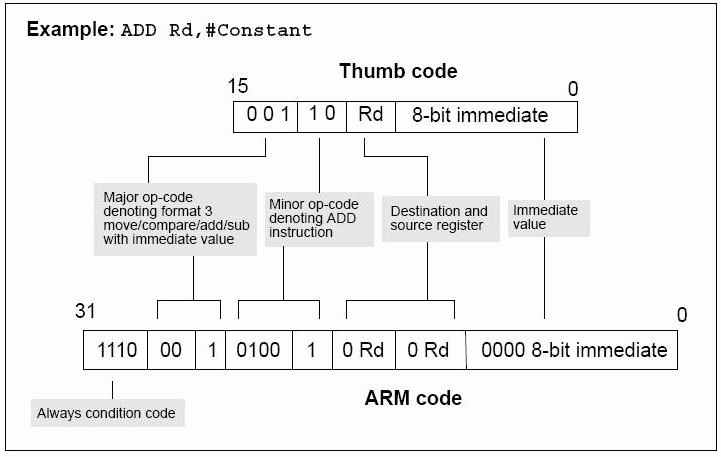 Example: ADD Rd,#Constant
Thumb code
15 0
0 0 1 1 0 Rd 8-bit immediate
Major op-code
denoting format 3
move/compare/add/sub
with immediate value
Minor op-code
denoting ADD
instruction
Destination and
source register
Immediate
value
31 0
1110 00 1 0100 1 0 Rd 0 Rd 0000 8-bit immediate
Always condition code
ARM code